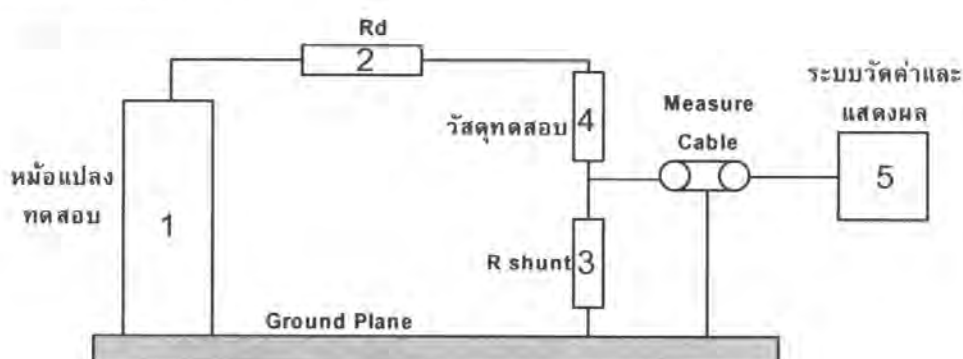 Rd
2
ระบบวัดค่าและ
แสดงผล
วัสดุทดสอบ
4
Measure
Cable
5
หม้อแปลง
ทดสอบ
1
R shunt
3
Ground Plane